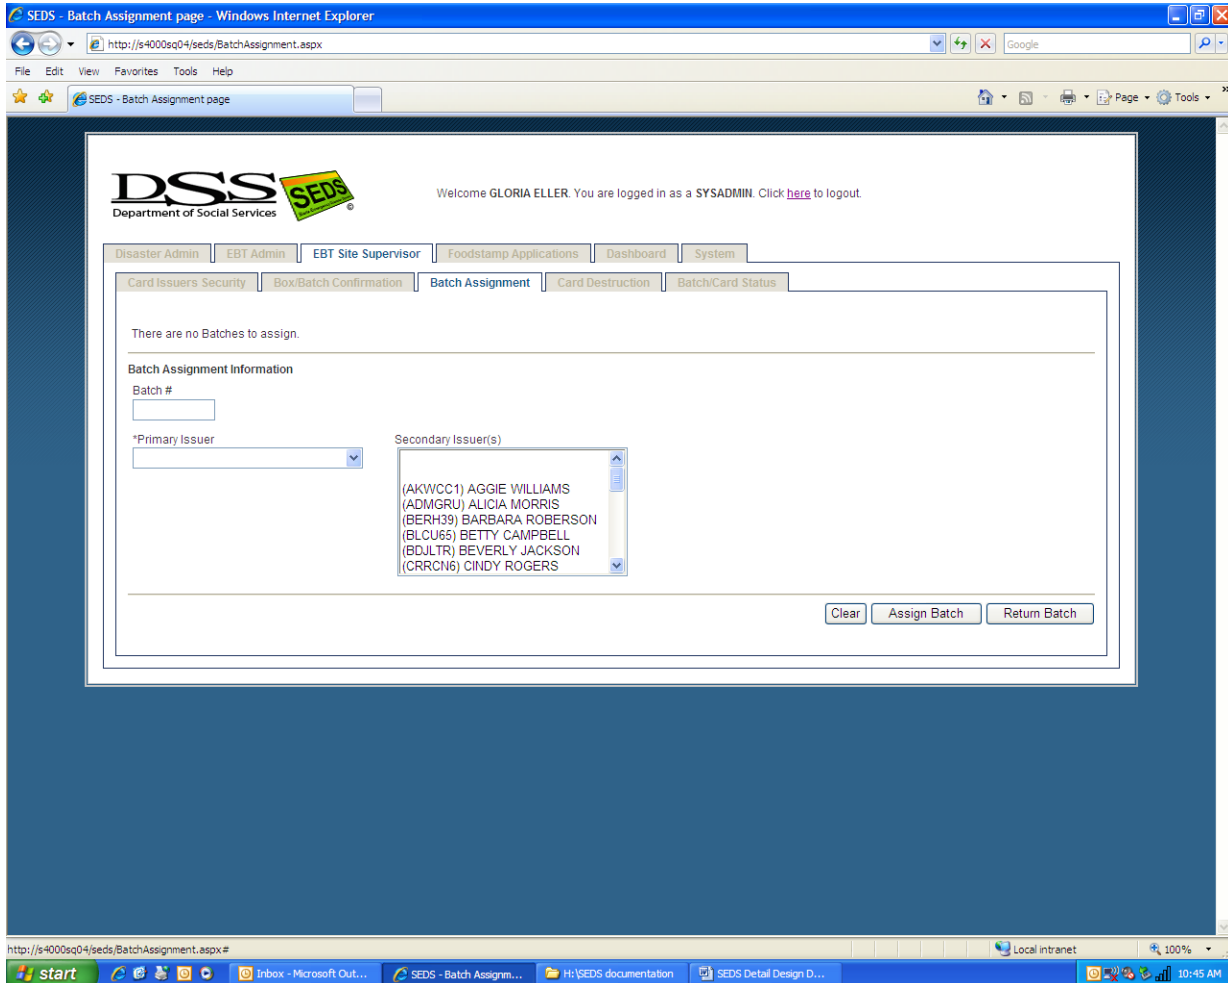 SEDS - Batch Assignment page - Windows Internet Explorer
http://s4000sq04/seds/BatchAssignment.aspx
Google
File Edit View Favorites Tools Help
SEDS - Batch Assignment page
Page Tools
DSS SEDS
Department of Social Services
Welcome GLORIA ELLER. You are logged in as a SYSADMIN. Click here to logout.
Disaster Admin EBT Admin EBT Site Supervisor Foodstamp Applications Dashboard System
Card Issuers Security Box/Batch Confirmation Batch Assignment Card Destruction Batch/Card Status
There are no Batches to assign.
Batch Assignment Information
Batch #
*Primary Issuer Secondary Issuer(s)
(AKWCC1) AGGIE WILLIAMS
(ADMGRU) ALICIA MORRIS
(BERH39) BARBARA ROBERSON
(BLCU65) BETTY CAMPBELL
(BDJLTR) BEVERLY JACKSON
(CRRCN6) CINDY ROGERS
Clear Assign Batch Return Batch
http://s4000sq04/seds/BatchAssignment.aspx#
Local intranet 100%
start Inbox - Microsoft Out... SEDS - Batch Assignm... H:\SEDS documentation SEDS Detail Design D... 10:45 AM